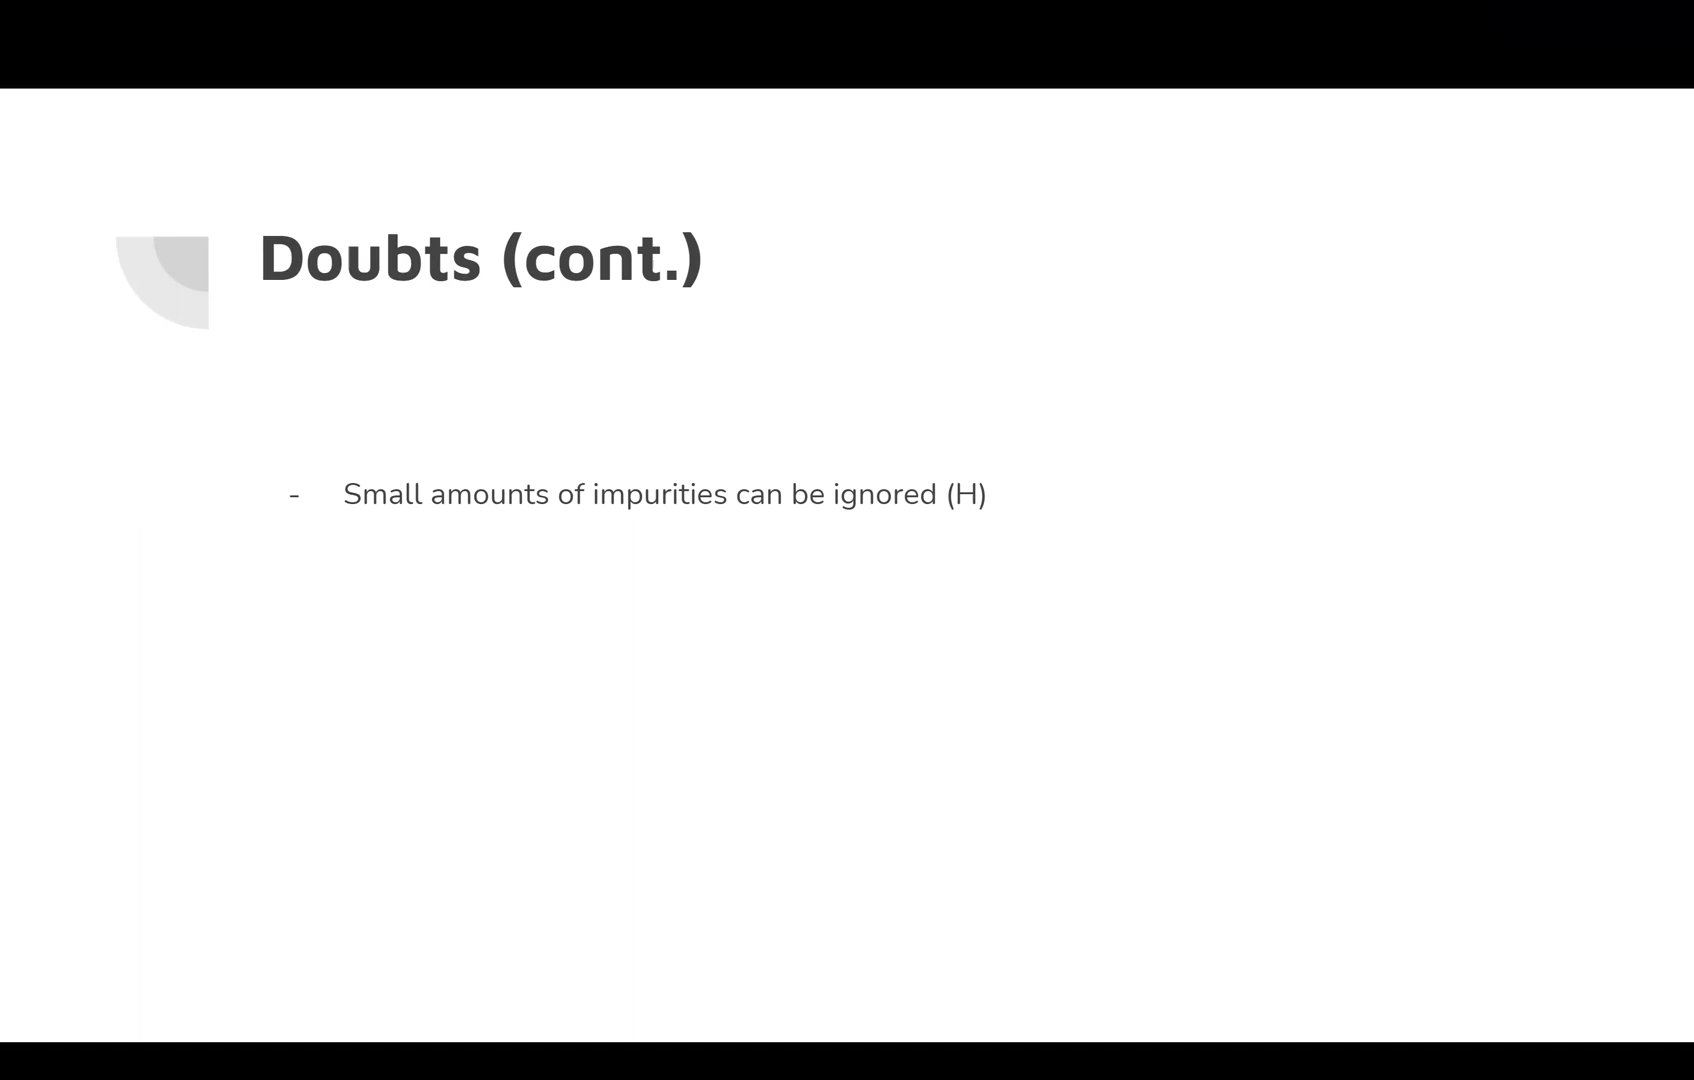 Doubts (cont.)
- Small amounts of impurities can be ignored (H)